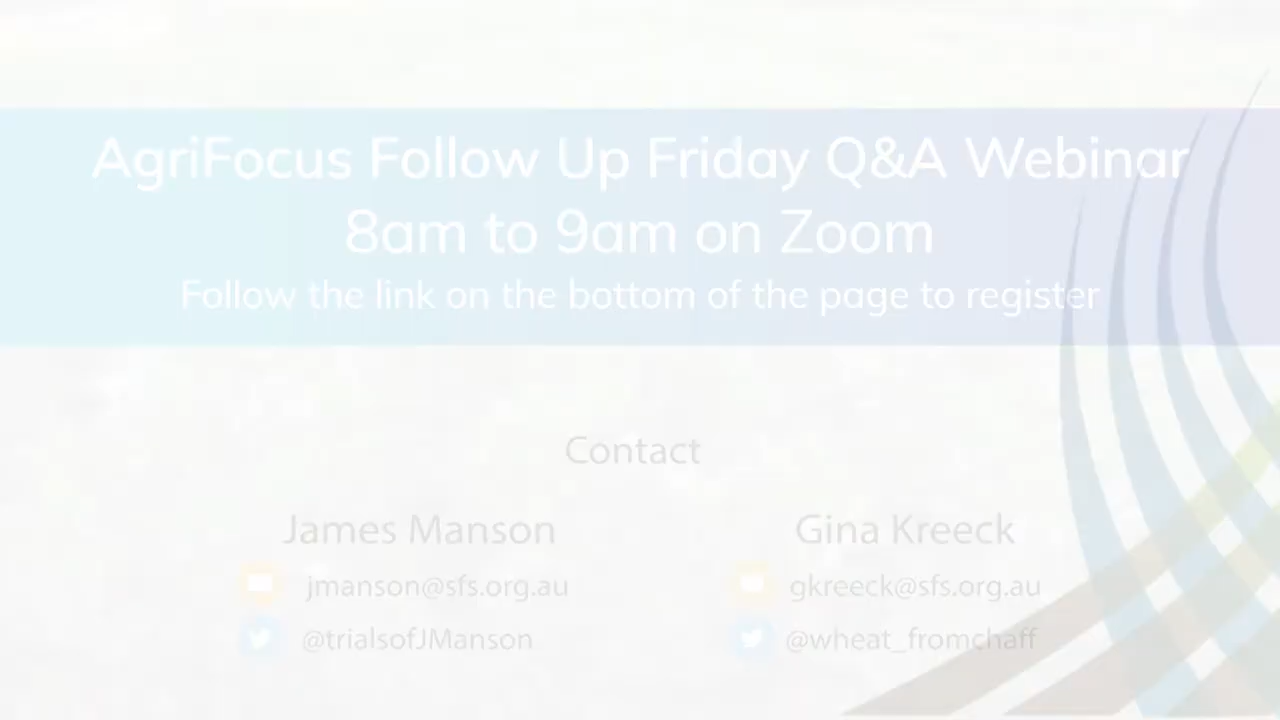 AgriFocus Follow Up Friday Q&A Webinar
8am to 9am on Zoom
Follow the link on the bottom of the page to register
Contact
James Manson
jmanson@sfs.org.au
@trialsofJManson
Gina Kreeck
gkreeck@sfs.org.au
@wheat_fromchaff